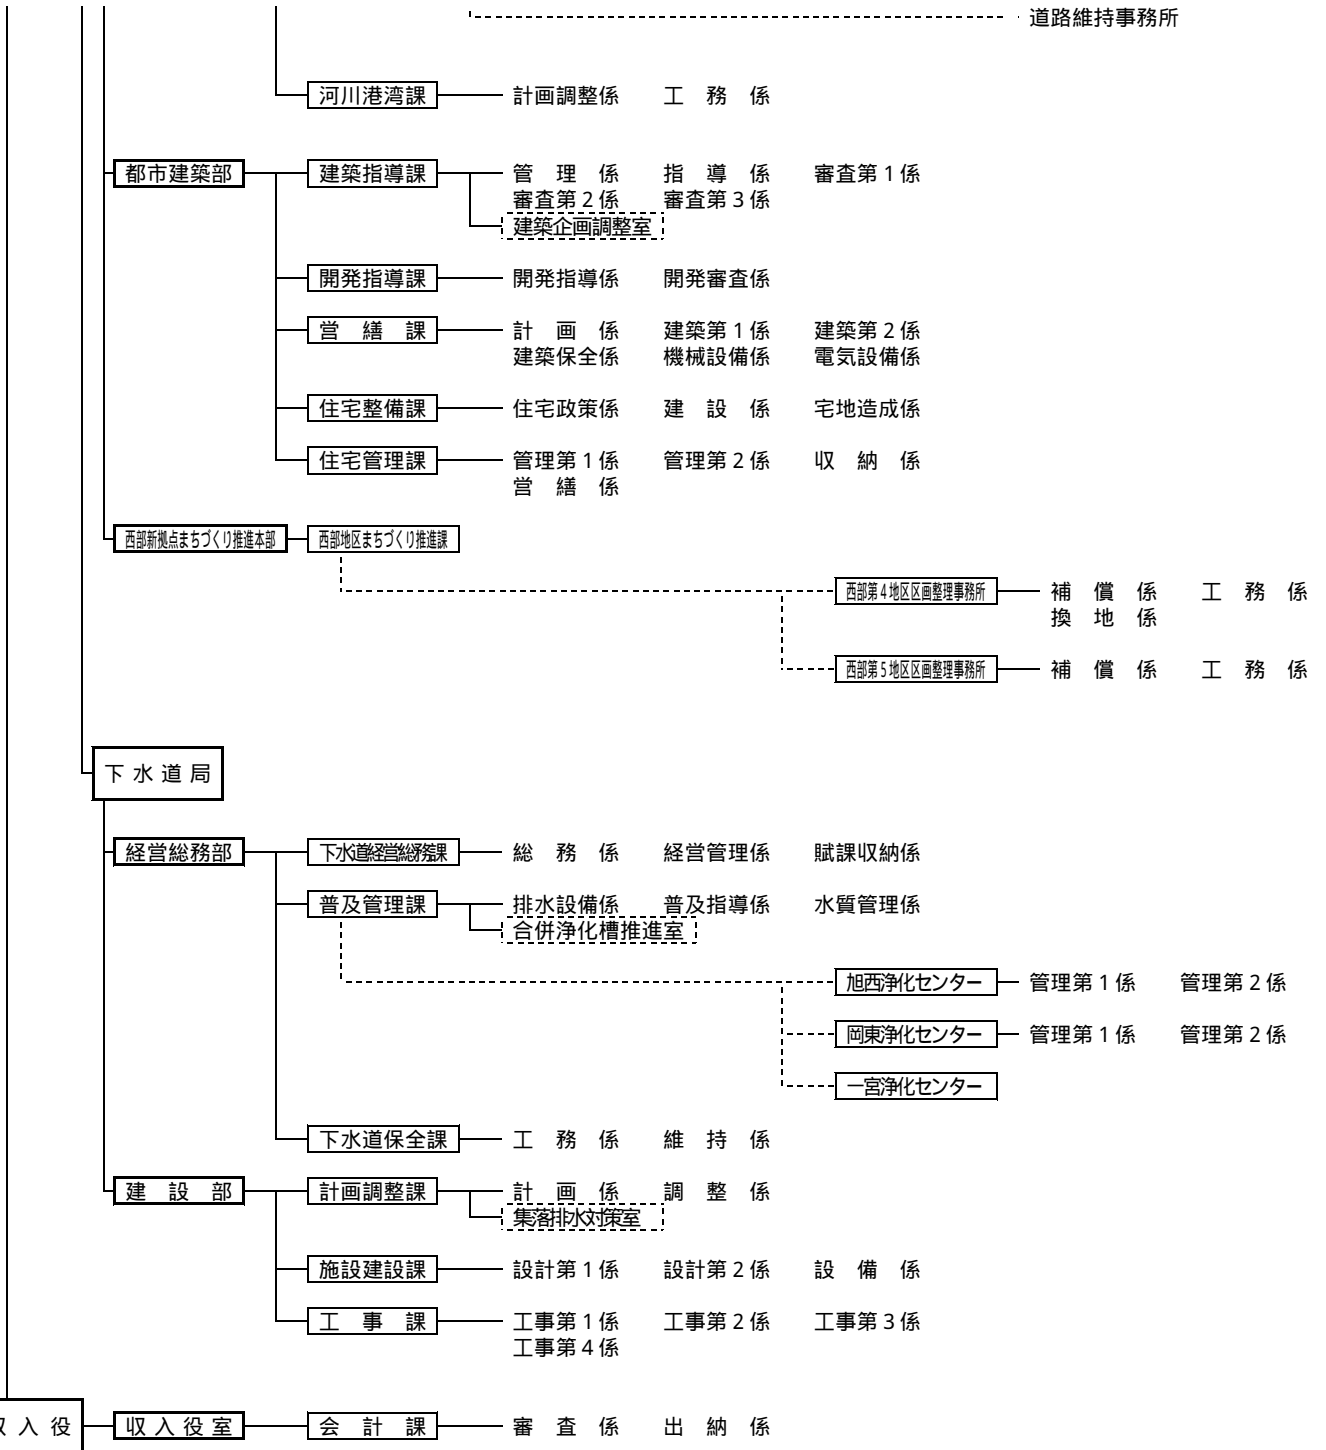 道路維持事務所
河川港湾課 計画調整係 工務係
都市建築部 建築指導課 管理係 指導係 審査第1係
審査第2係 審査第3係
建築企画調整室
開発指導課 開発指導係 開発審査係
営繕課 計画係 建築第1係 建築第2係
建築保全係 機械設備係 電気設備係
住宅整備課 住宅政策係 建設係 宅地造成係
住宅管理課 管理第1係 管理第2係 収納係
営繕係
西部新拠点まちづくり推進本部 西部地区まちづくり推進課
西部第4地区区画整理事務所 補償係 工務係
換地係
西部第5地区区画整理事務所 補償係 工務係
下水道局
経営総務部 下水道経営総務課 総務係 経営管理係 賦課収納係
普及管理課 排水設備係 普及指導係 水質管理係
合併浄化槽推進室
旭西浄化センター 管理第1係 管理第2係
岡東浄化センター 管理第1係 管理第2係
一宮浄化センター
下水道保全課 工務係 維持係
建設部 計画調整課 計画係 調整係
集落排水対策室
施設建設課 設計第1係 設計第2係 設備係
工事課 工事第1係 工事第2係 工事第3係
工事第4係
収入役 収入役室 会計課 審査係 出納係